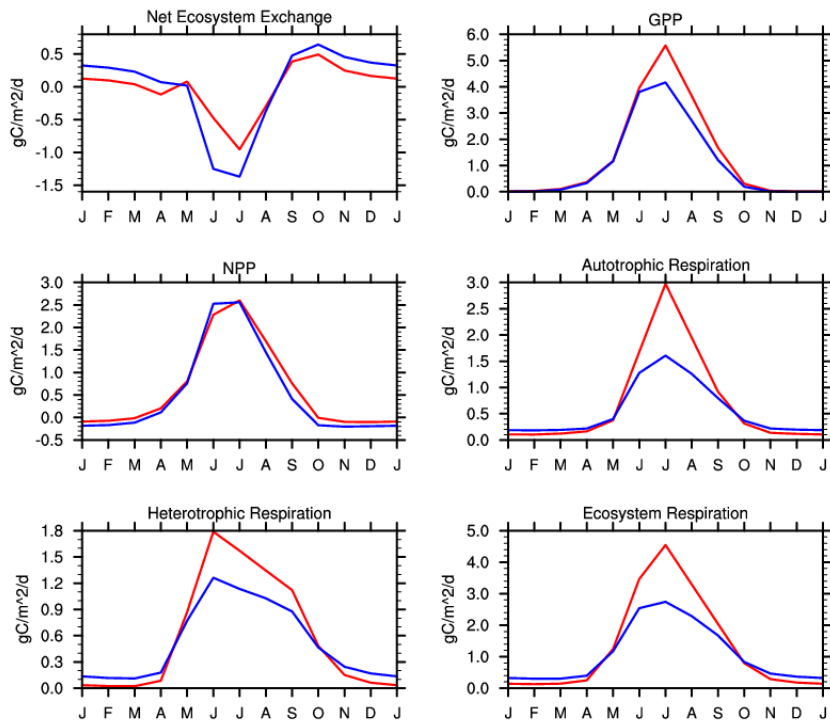 Net Ecosystem Exchange
gC/m^2/d
0.5
0.0
-0.5
-1.0
-1.5
J F M A M J J A S O N D J
GPP
gC/m^2/d
6.0
5.0
4.0
3.0
2.0
1.0
0.0
J F M A M J J A S O N D J
NPP
gC/m^2/d
3.0
2.5
2.0
1.5
1.0
0.5
0.0
-0.5
J F M A M J J A S O N D J
Autotrophic Respiration
gC/m^2/d
3.0
2.5
2.0
1.5
1.0
0.5
0.0
J F M A M J J A S O N D J
Heterotrophic Respiration
gC/m^2/d
1.8
1.5
1.2
0.9
0.6
0.3
0.0
J F M A M J J A S O N D J
Ecosystem Respiration
gC/m^2/d
5.0
4.0
3.0
2.0
1.0
0.0
J F M A M J J A S O N D J